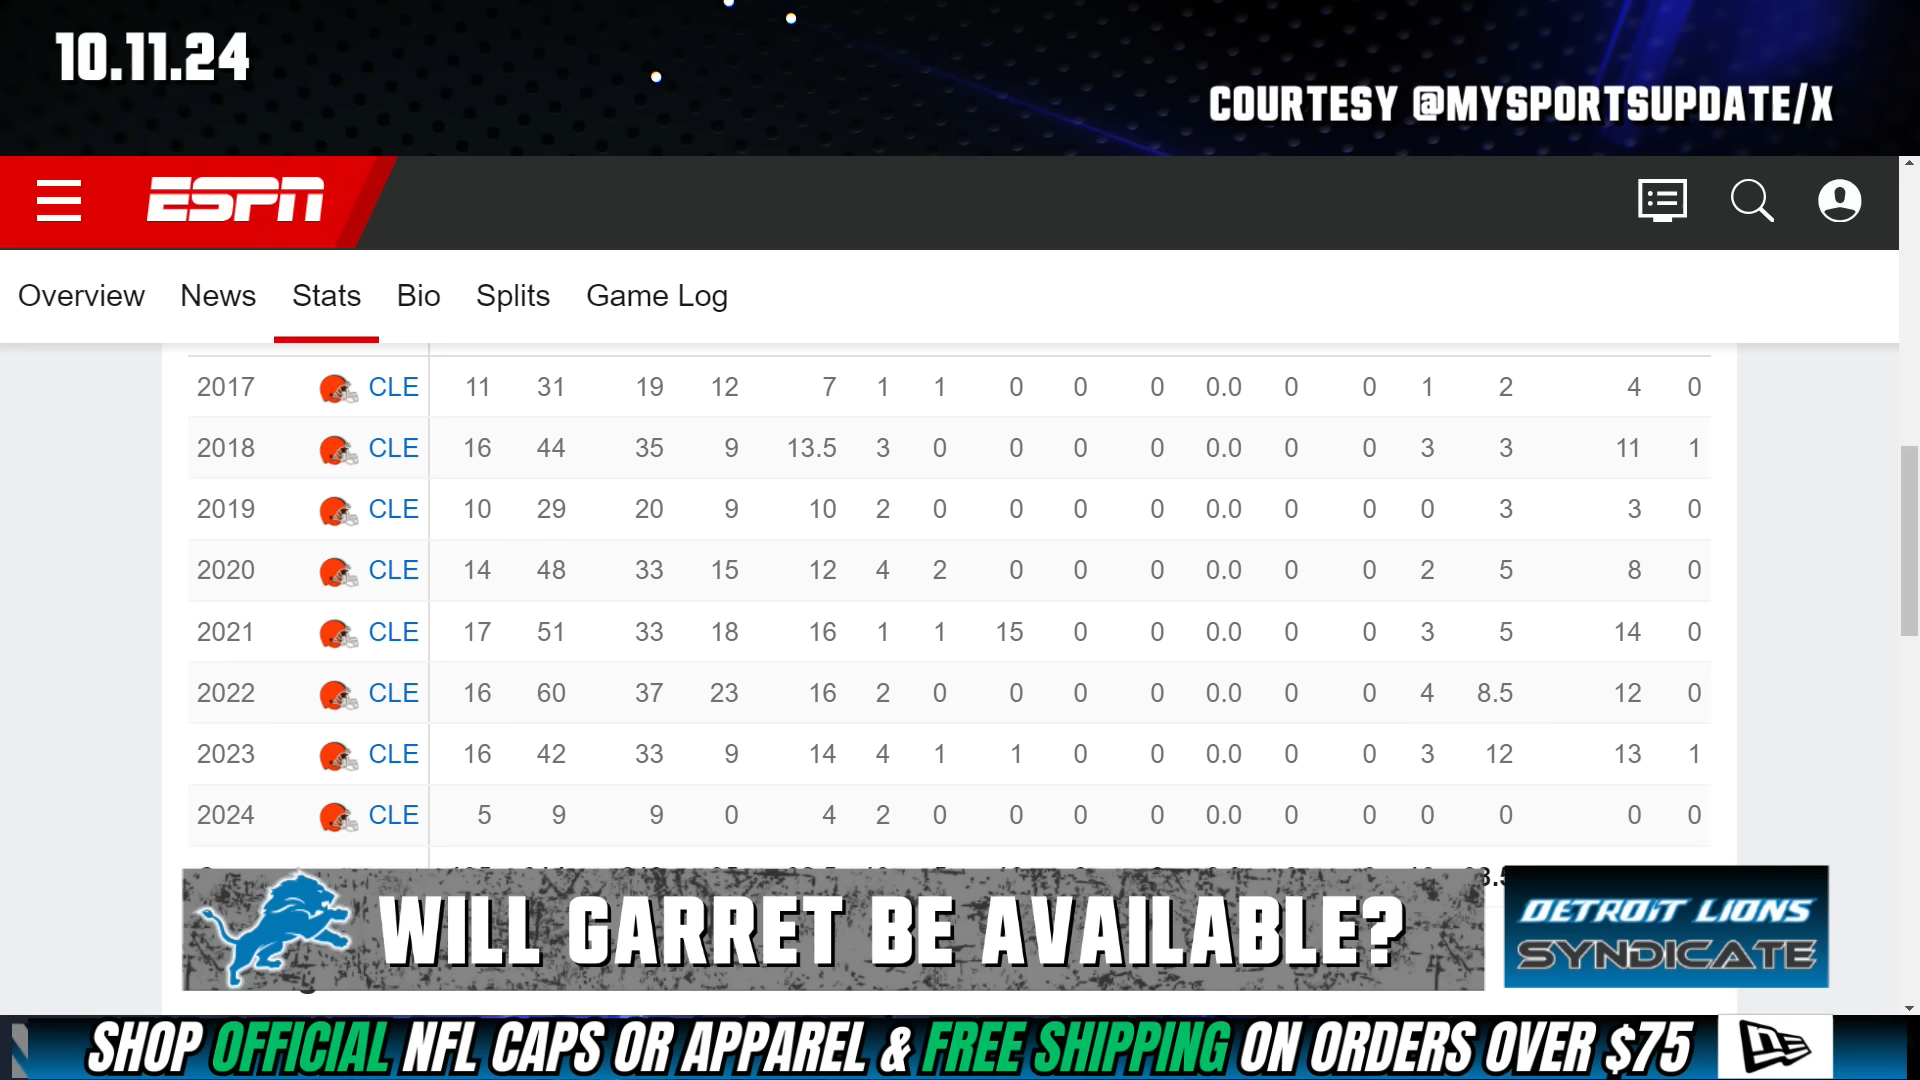 10.11.24
COURTESY @MYSPORTSUPDATE/X
ESPN
Overview News Stats Bio Splits Game Log
2017 CLE 11 31 19 12 7 1 1 0 0 0 0.0 0 0 1 2 4 0
2018 CLE 16 44 35 9 13.5 3 0 0 0 0 0.0 0 0 3 3 11 1
2019 CLE 10 29 20 9 10 2 0 0 0 0 0.0 0 0 0 3 3 0
2020 CLE 14 48 33 15 12 4 2 0 0 0 0.0 0 0 2 5 8 0
2021 CLE 17 51 33 18 16 1 1 15 0 0 0.0 0 0 3 5 14 0
2022 CLE 16 60 37 23 16 2 0 0 0 0 0.0 0 0 4 8.5 12 0
2023 CLE 16 42 33 9 14 4 1 1 0 0 0.0 0 0 3 12 13 1
2024 CLE 5 9 9 0 4 2 0 0 0 0 0.0 0 0 0 0 0 0
WILL GARRET BE AVAILABLE?
DETROIT LIONS
SYNDICATE
SHOP OFFICIAL NFL CAPS OR APPAREL & FREE SHIPPING ON ORDERS OVER $75